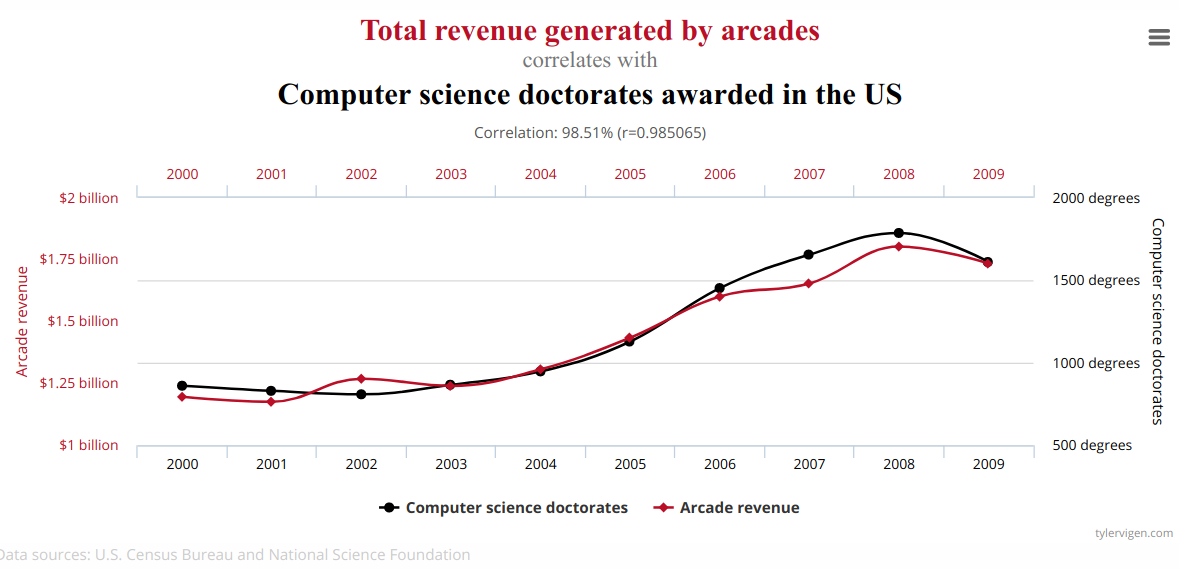 Total revenue generated by arcades
correlates with
Computer science doctorates awarded in the US
Correlation: 98.51% (r=0.985065)
2000 2001 2002 2003 2004 2005 2006 2007 2008 2009
$2 billion
$1.75 billion
$1.5 billion
$1.25 billion
$1 billion
Arcade revenue
2000 degrees
1500 degrees
1000 degrees
500 degrees
Computer science doctorates
2000 2001 2002 2003 2004 2005 2006 2007 2008 2009
Computer science doctorates Arcade revenue
tylervigen.com
Data sources: U.S. Census Bureau and National Science Foundation